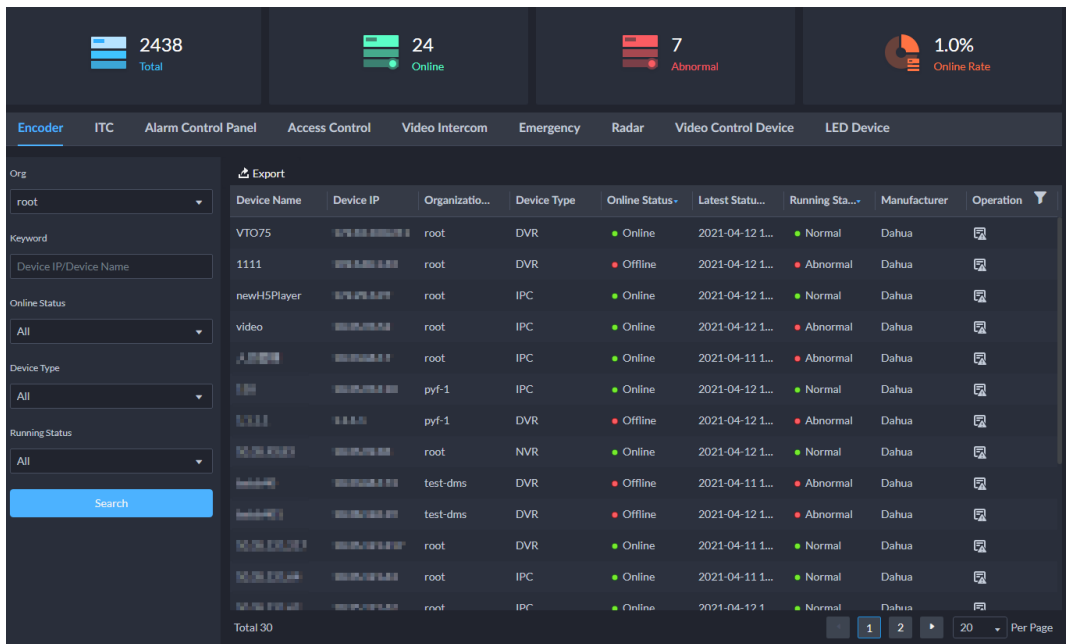 2438
Total
24
Online
7
Abnormal
1.0%
Online Rate
Encoder ITC Alarm Control Panel Access Control Video Intercom Emergency Radar Video Control Device LED Device
Org
root
Keyword
Device IP/Device Name
Online Status
All
Device Type
All
Running Status
All
Search
Export
Device Name Device IP Organizatio... Device Type Online Status Latest Statu... Running Sta... Manufacturer Operation
VTO75 root DVR Online 2021-04-12 1... Normal Dahua
1111 root DVR Offline 2021-04-12 1... Abnormal Dahua
newH5Player root IPC Online 2021-04-12 1... Normal Dahua
video root IPC Online 2021-04-12 1... Abnormal Dahua
root IPC Online 2021-04-11 1... Abnormal Dahua
pyf-1 IPC Online 2021-04-12 1... Normal Dahua
pyf-1 DVR Offline 2021-04-12 1... Abnormal Dahua
root NVR Online 2021-04-12 1... Normal Dahua
test-dms DVR Offline 2021-04-11 1... Abnormal Dahua
test-dms DVR Offline 2021-04-12 1... Abnormal Dahua
root DVR Online 2021-04-11 1... Normal Dahua
root IPC Online 2021-04-11 1... Normal Dahua
root IPC Online 2021-04-12 1... Normal Dahua
Total 30 1 2 20 Per Page